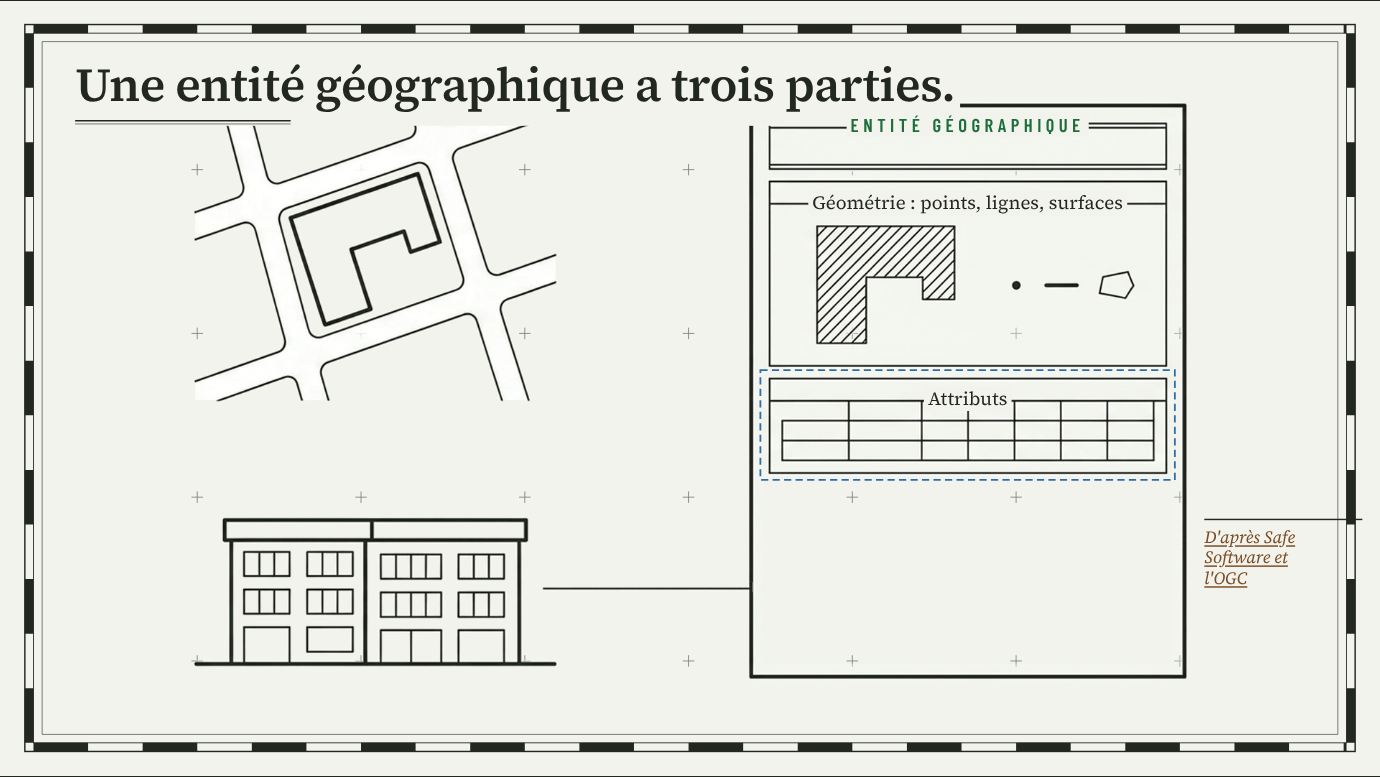 Une entité géographique a trois parties.
ENTITÉ GÉOGRAPHIQUE
Géométrie : points, lignes, surfaces
Attributs
D'après Safe
Software et
l'OGC